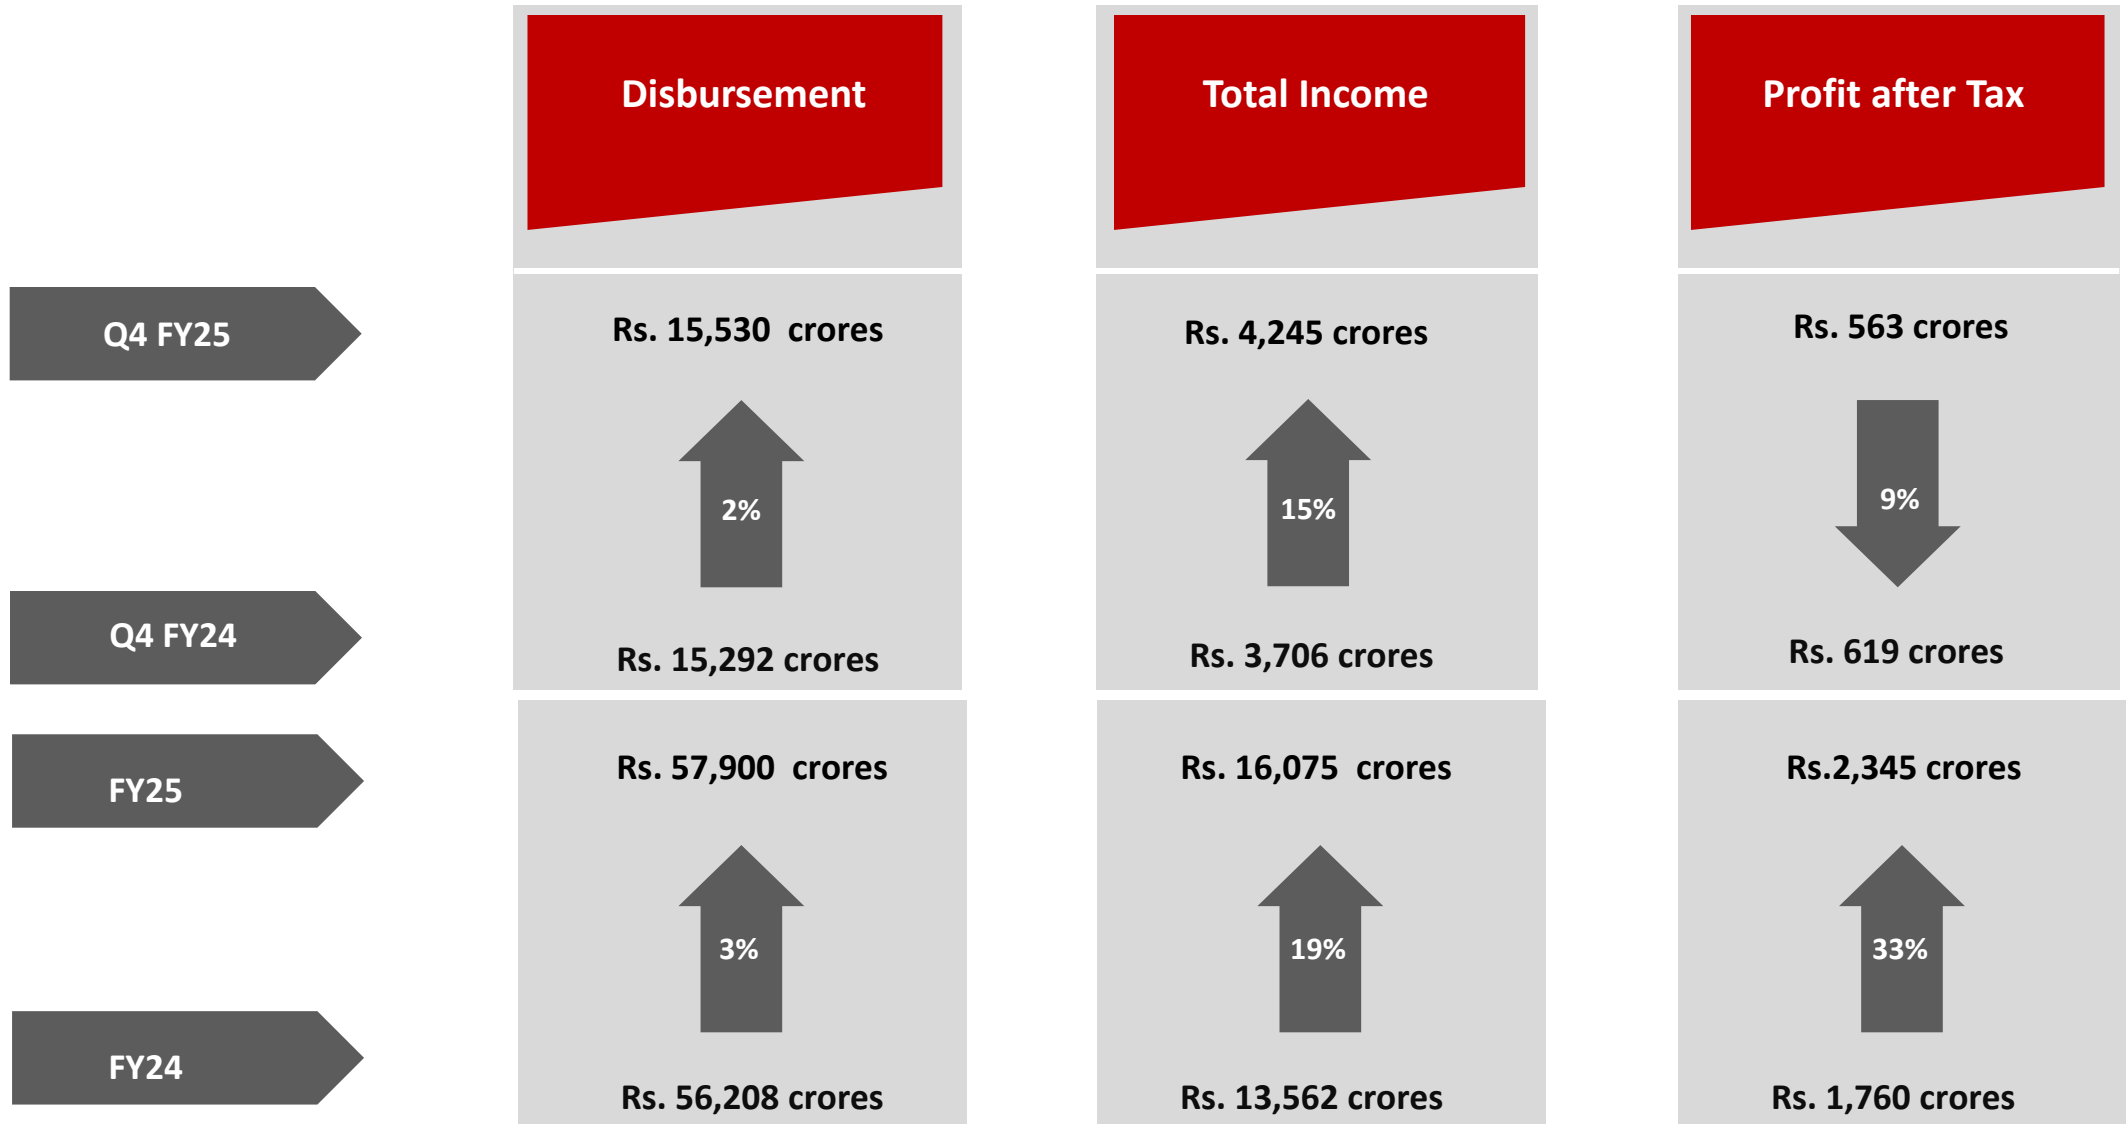 Disbursement
Total Income
Profit after Tax
Q4 FY25
Rs. 15,530 crores
Rs. 4,245 crores
Rs. 563 crores
2%
15%
9%
Q4 FY24
Rs. 15,292 crores
Rs. 3,706 crores
Rs. 619 crores
FY25
Rs. 57,900 crores
Rs. 16,075 crores
Rs.2,345 crores
3%
19%
33%
FY24
Rs. 56,208 crores
Rs. 13,562 crores
Rs. 1,760 crores